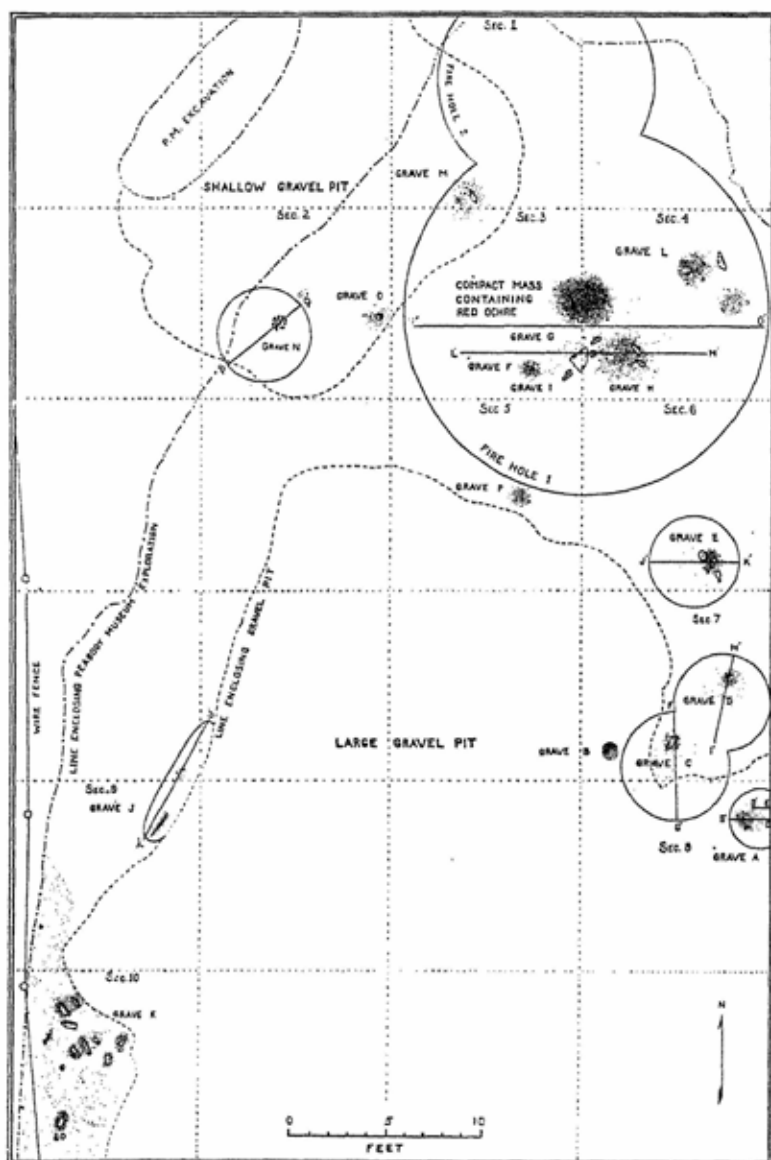 Sec. 1
FIRE HOLE 2
P.M. EXCAVATION
GRAVE M
SHALLOW GRAVEL PIT
Sec. 2
Sec. 3
Sec. 4
GRAVE L
COMPACT MASS
CONTAINING
RED OCHRE
GRAVE O
GRAVE N
GRAVE G
GRAVE F
GRAVE I
GRAVE H
Sec. 5
Sec. 6
FIRE HOLE 1
GRAVE P
GRAVE E
K'
Sec. 7
WIRE FENCE
LINE ENCLOSING PEABODY MUSEUM EXPLORATION
LINE ENCLOSING GRAVEL PIT
GRAVE D
LARGE GRAVEL PIT
GRAVE B
GRAVE C
Sec. 9
GRAVE J
Sec. 8
GRAVE A
Sec. 10
GRAVE K
N
0 5 10
FEET